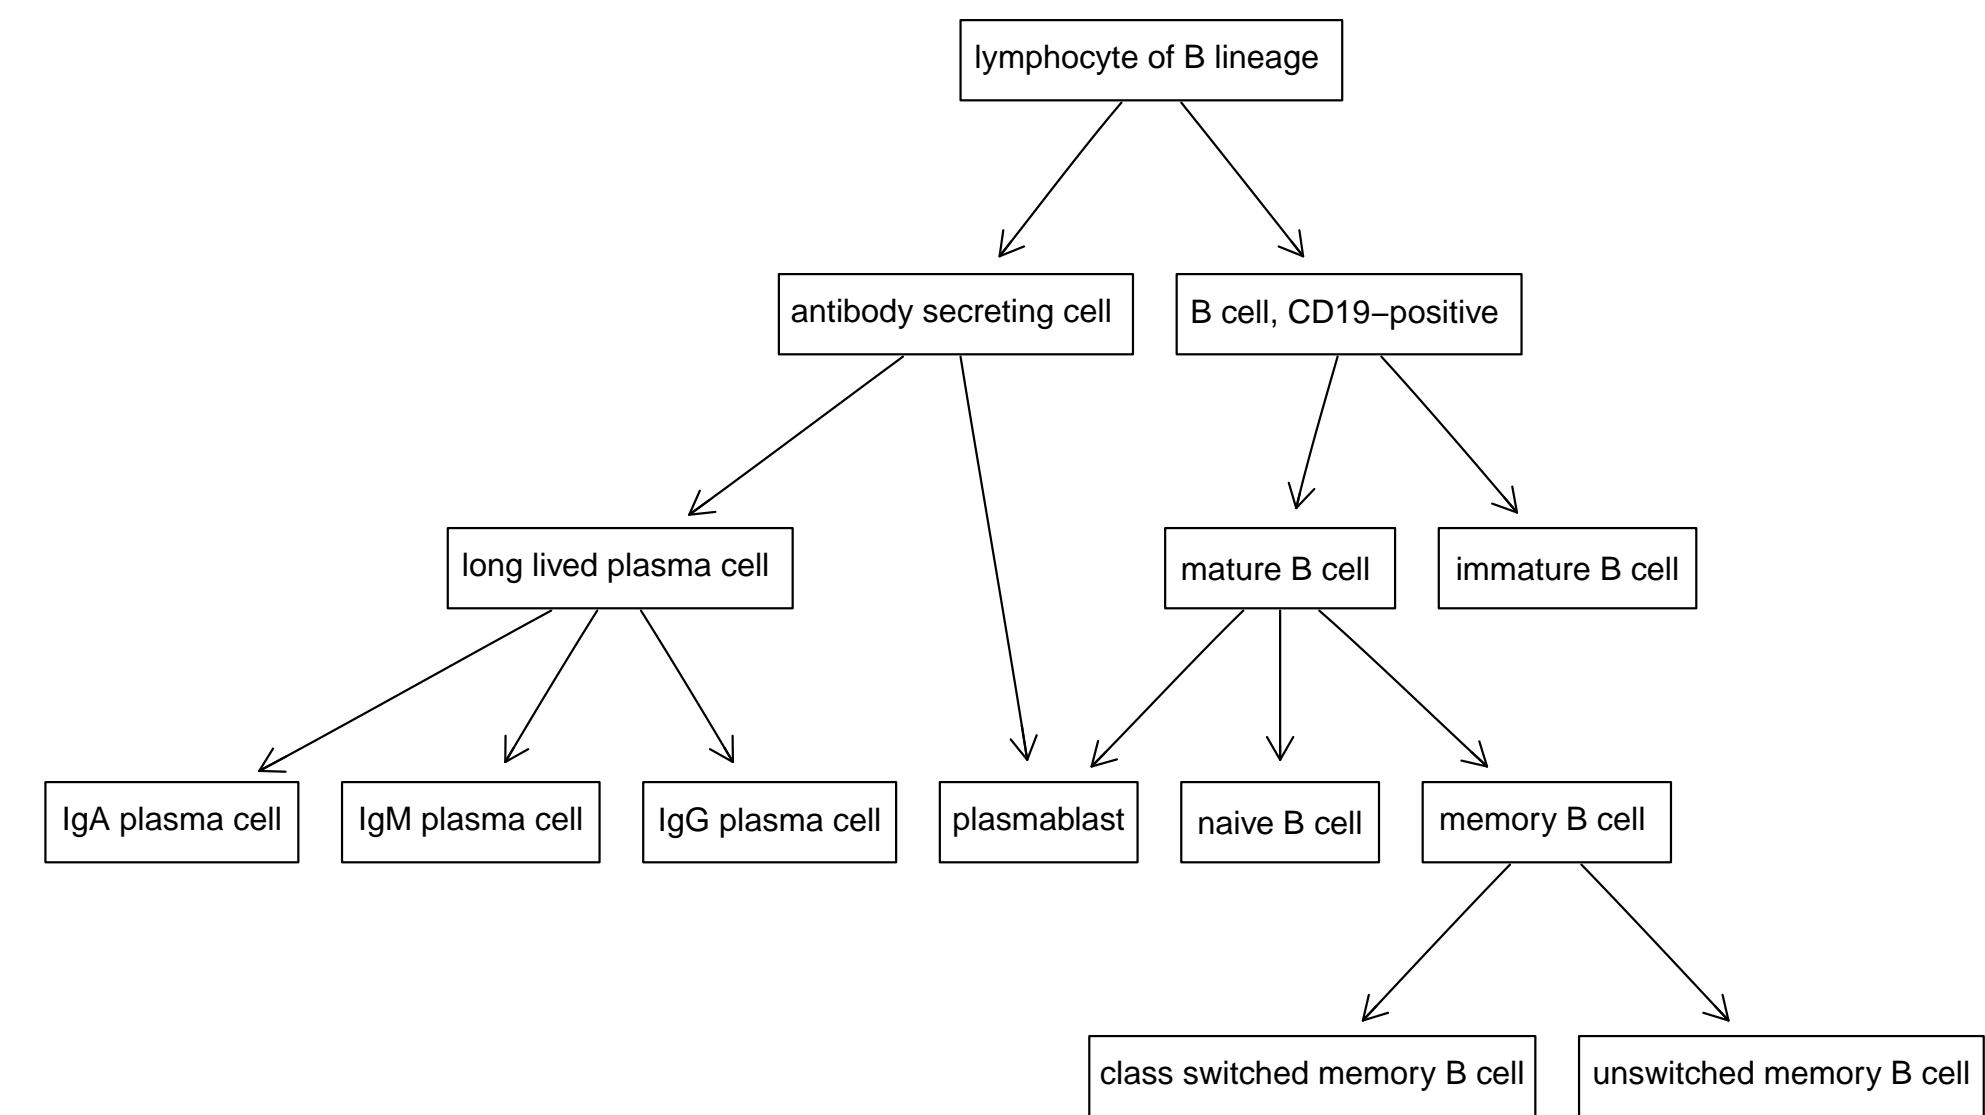 lymphocyte of B lineage
antibody secreting cell
B cell, CD19−positive
long lived plasma cell
mature B cell
immature B cell
IgA plasma cell
IgM plasma cell
IgG plasma cell
plasmablast
naive B cell
memory B cell
class switched memory B cell
unswitched memory B cell